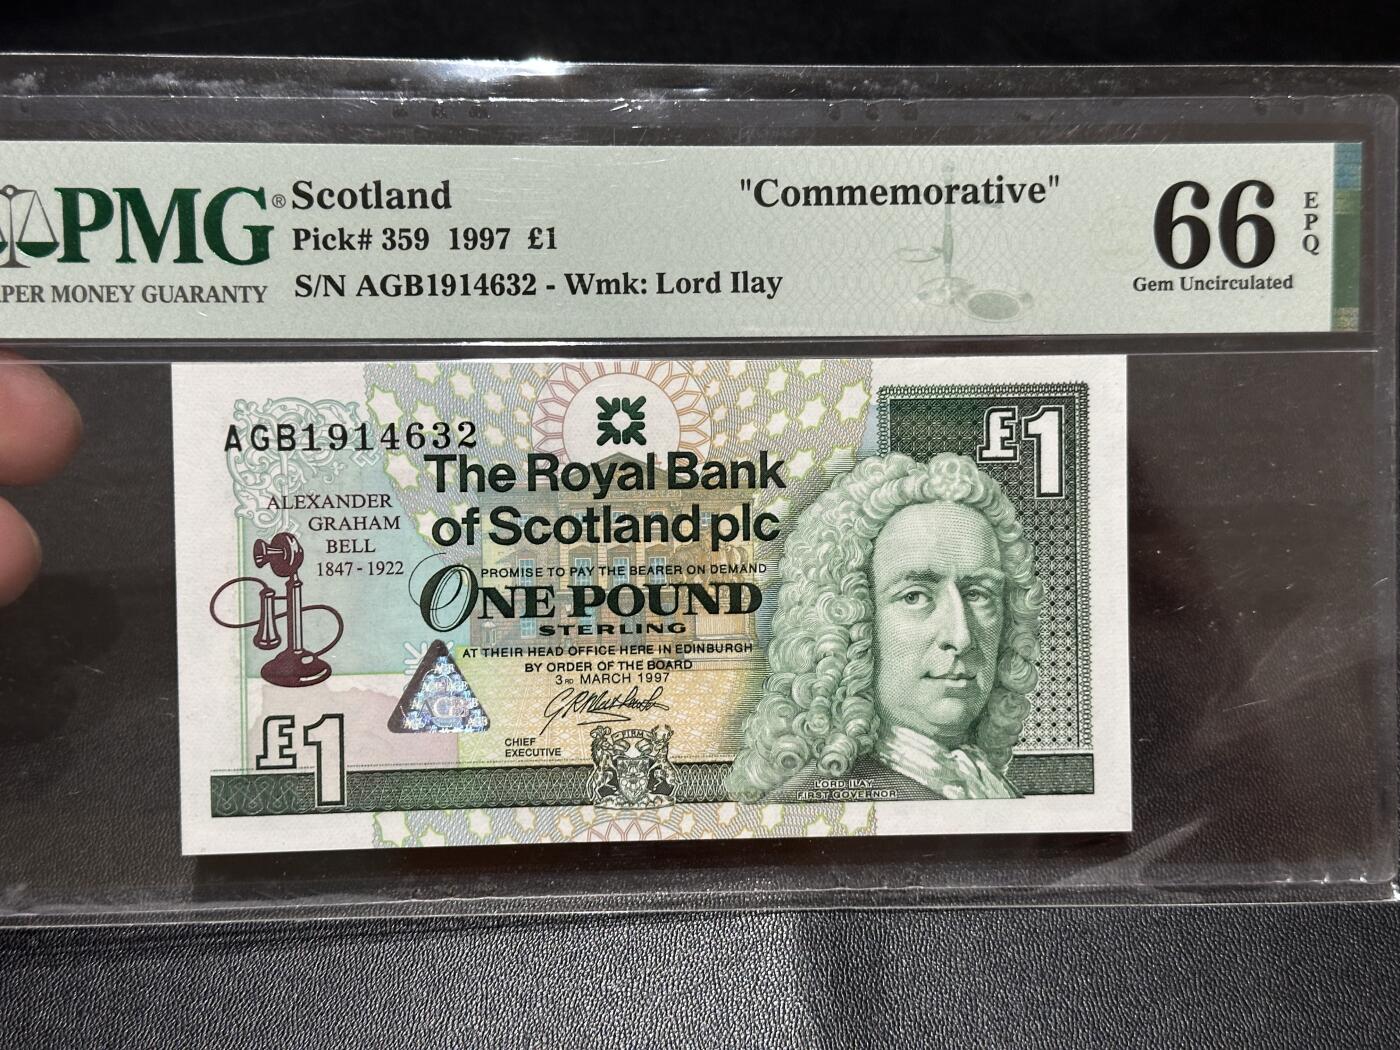 PMG®
PAPER MONEY GUARANTY
Scotland
Pick# 359 1997 £1
S/N AGB1914632 - Wmk: Lord Ilay
"Commemorative"
66
EPQ
Gem Uncirculated
AGB1914632
£1
The Royal Bank
of Scotland plc
ALEXANDER
GRAHAM
BELL
1847 - 1922
PROMISE TO PAY THE BEARER ON DEMAND
ONE POUND
STERLING
AT THEIR HEAD OFFICE HERE IN EDINBURGH
BY ORDER OF THE BOARD
3RD MARCH 1997
AGB
CHIEF
EXECUTIVE
FIRM
£1
LORD ILAY
FIRST GOVERNOR